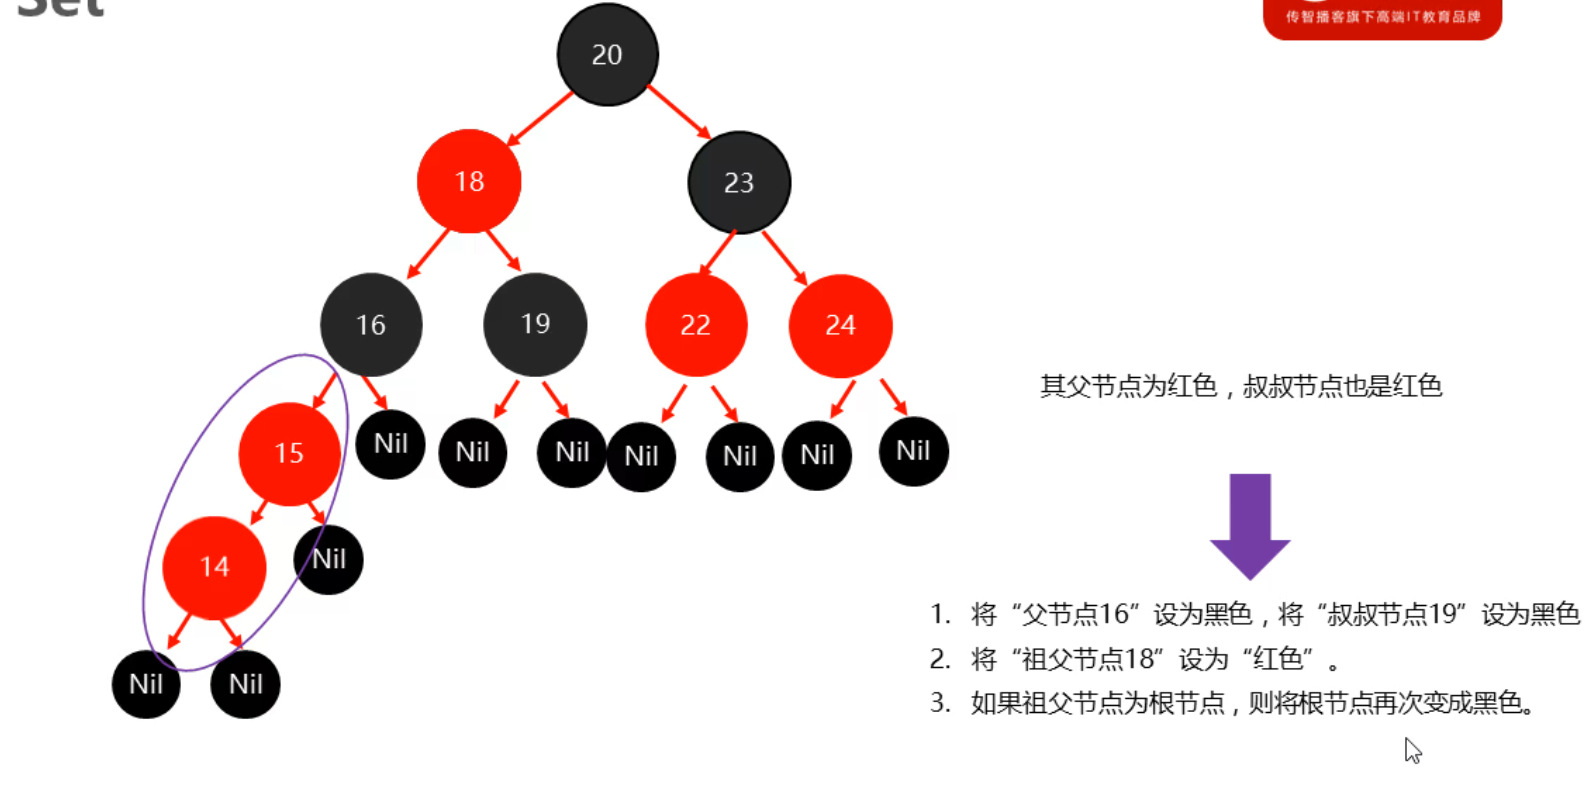 Set
传智播客旗下高端IT教育品牌
20
18
23
16
19
22
24
其父节点为红色，叔叔节点也是红色
15
Nil
Nil
Nil
Nil
Nil
Nil
Nil
14
Nil
1. 将“父节点16”设为黑色，将“叔叔节点19”设为黑色
2. 将“祖父节点18”设为“红色”。
3. 如果祖父节点为根节点，则将根节点再次变成黑色。
Nil
Nil